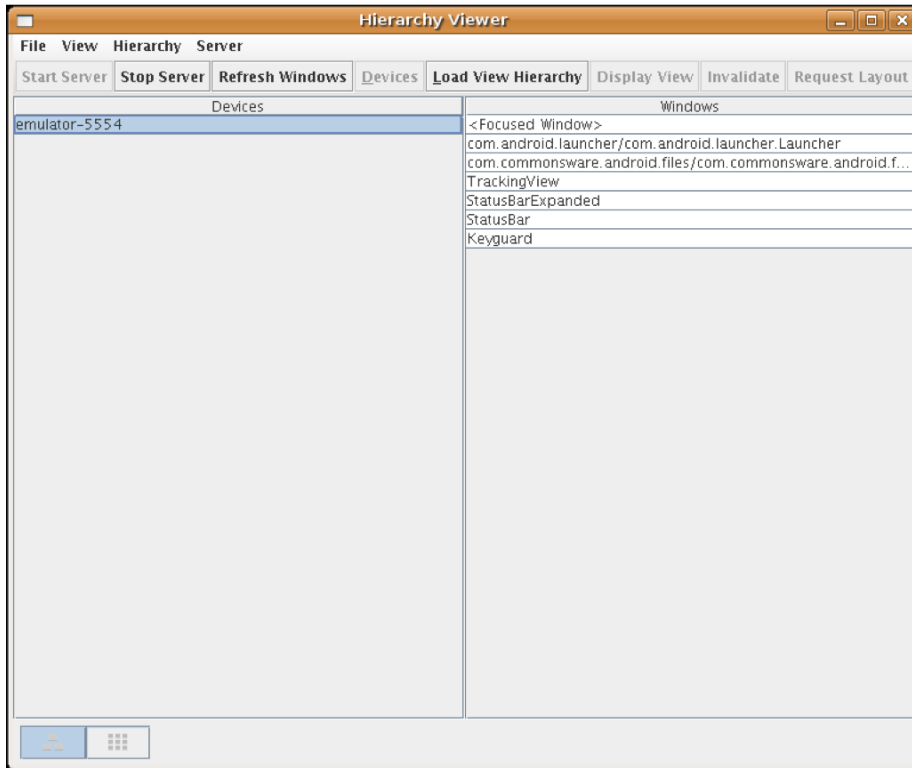 Hierarchy Viewer
File View Hierarchy Server
Start Server Stop Server Refresh Windows Devices Load View Hierarchy Display View Invalidate Request Layout
Devices Windows
emulator-5554 <Focused Window>
com.android.launcher/com.android.launcher.Launcher
com.commonsware.android.files/com.commonsware.android.f...
TrackingView
StatusBarExpanded
StatusBar
Keyguard